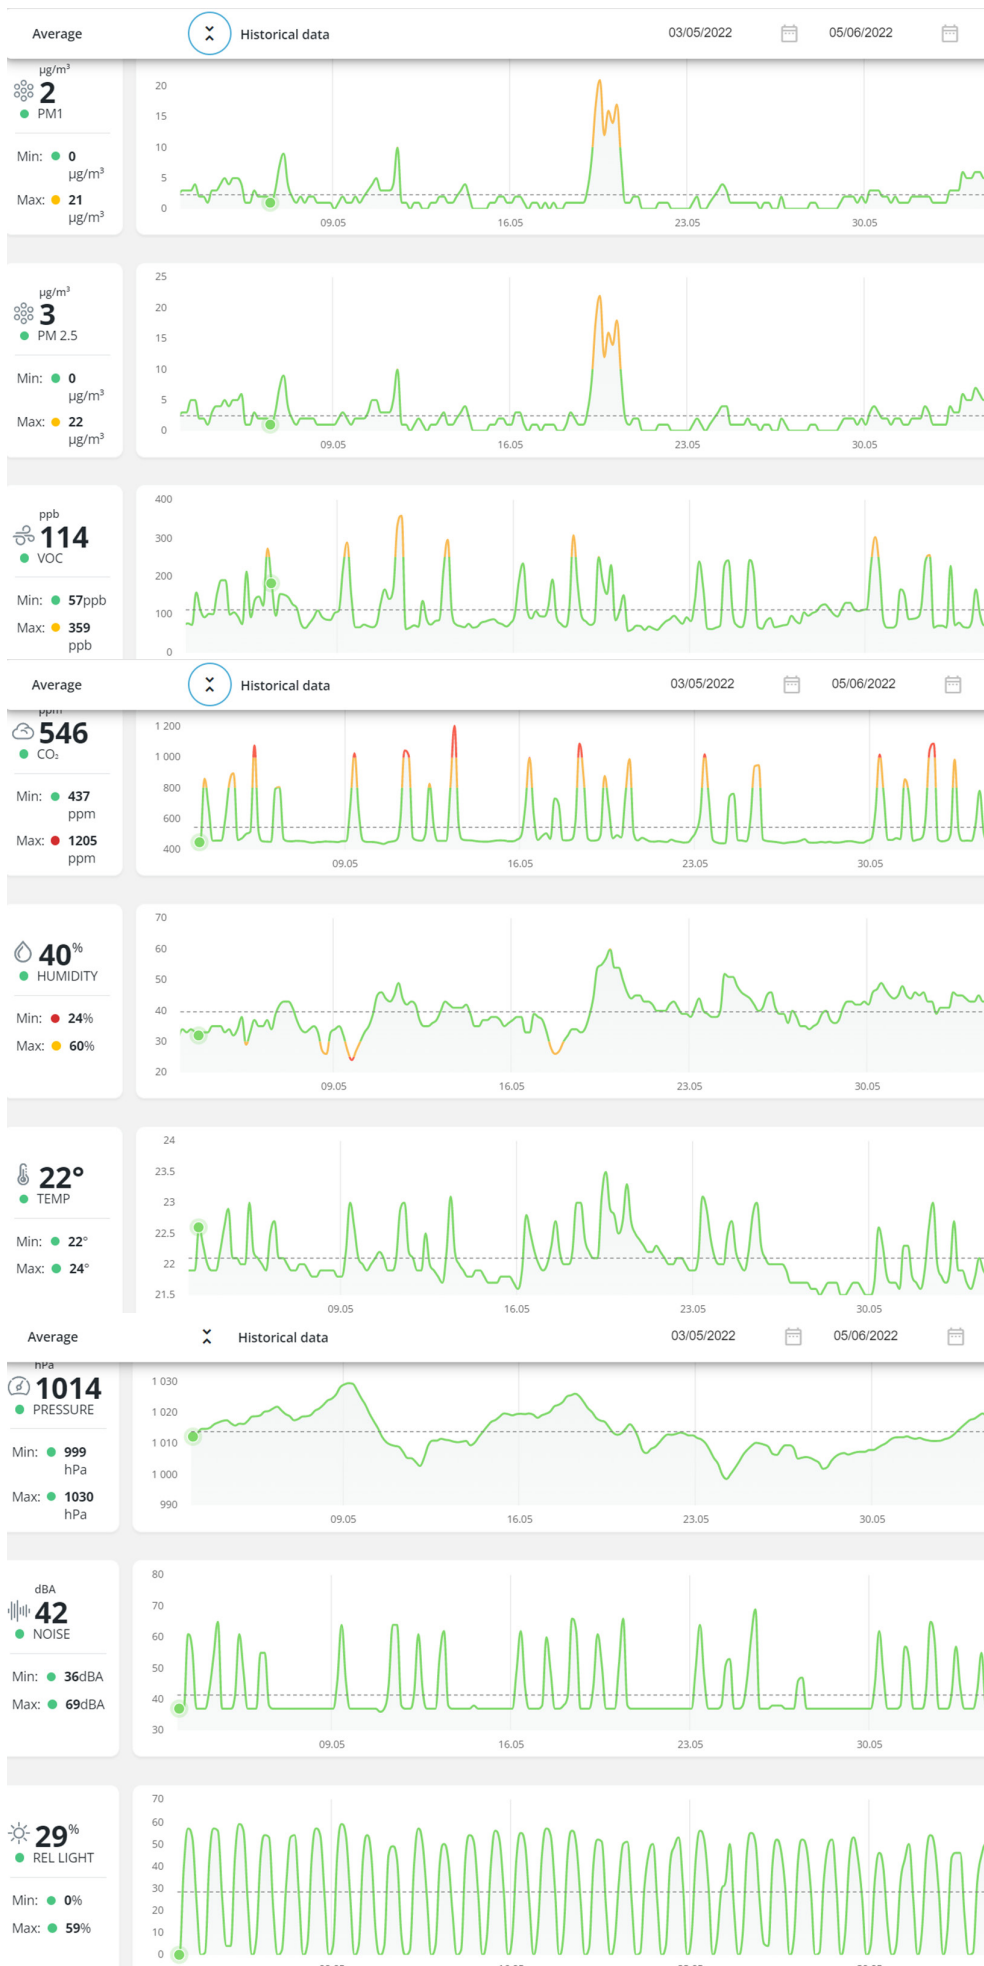 Average
Historical data
03/05/2022
05/06/2022
µg/m³
2
PM1
Min: 0
µg/m³
Max: 21
µg/m³
20
15
10
5
0
09.05
16.05
23.05
30.05
µg/m³
3
PM 2.5
Min: 0
µg/m³
Max: 22
µg/m³
25
20
15
10
5
0
09.05
16.05
23.05
30.05
ppb
114
VOC
Min: 57ppb
Max: 359
ppb
400
300
200
100
0
Average
Historical data
03/05/2022
05/06/2022
ppm
546
CO₂
Min: 437
ppm
Max: 1205
ppm
1 200
1 000
800
600
400
09.05
16.05
23.05
30.05
40%
HUMIDITY
Min: 24%
Max: 60%
70
60
50
40
30
20
09.05
16.05
23.05
30.05
22°
TEMP
Min: 22°
Max: 24°
24
23.5
23
22.5
22
21.5
09.05
16.05
23.05
30.05
Average
Historical data
03/05/2022
05/06/2022
hPa
1014
PRESSURE
Min: 999
hPa
Max: 1030
hPa
1 030
1 020
1 010
1 000
990
09.05
16.05
23.05
30.05
dBA
42
NOISE
Min: 36dBA
Max: 69dBA
80
70
60
50
40
30
09.05
16.05
23.05
30.05
29%
REL LIGHT
Min: 0%
Max: 59%
70
60
50
40
30
20
10
0